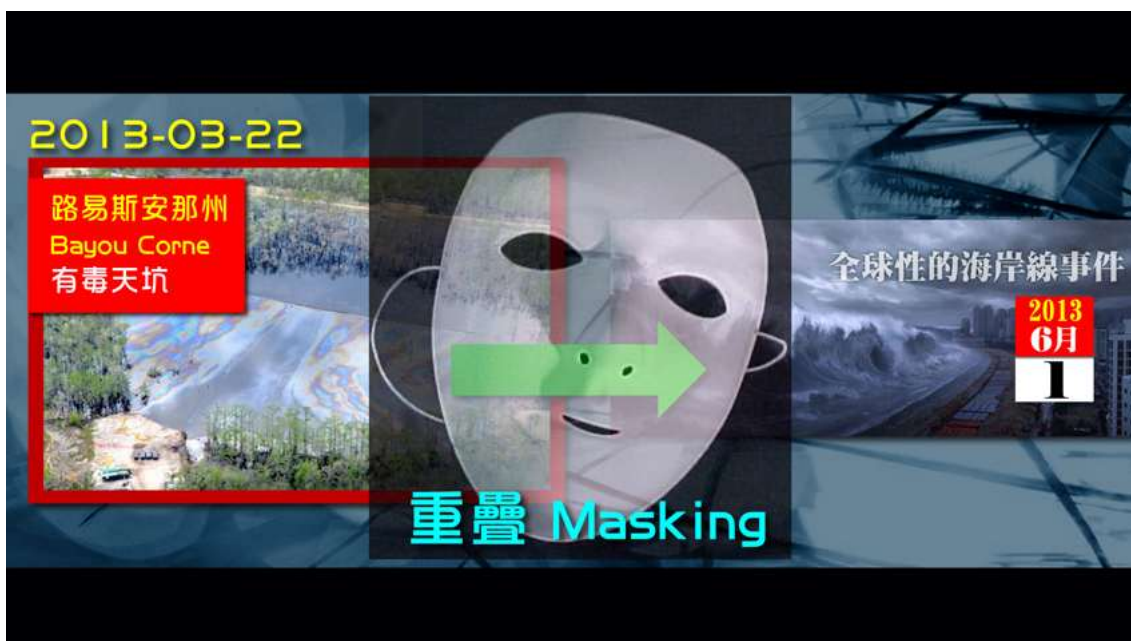 2013-03-22
路易斯安那州
Bayou Corne
有毒天坑
全球性的海岸線事件
2013
6月
1
重疊 Masking